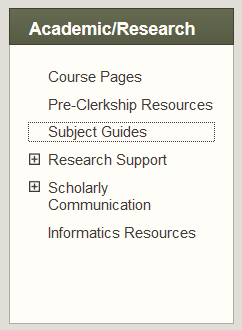 Academic/Research
Course Pages
Pre-Clerkship Resources
Subject Guides
Research Support
Scholarly
Communication
Informatics Resources